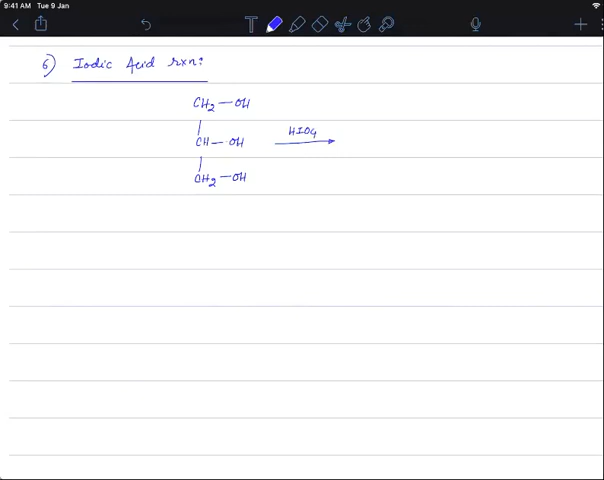 9:41 AM Tue 9 Jan
6) Iodic Acid rxn:
CH2 — OH
HIO4
CH — OH
CH2 — OH